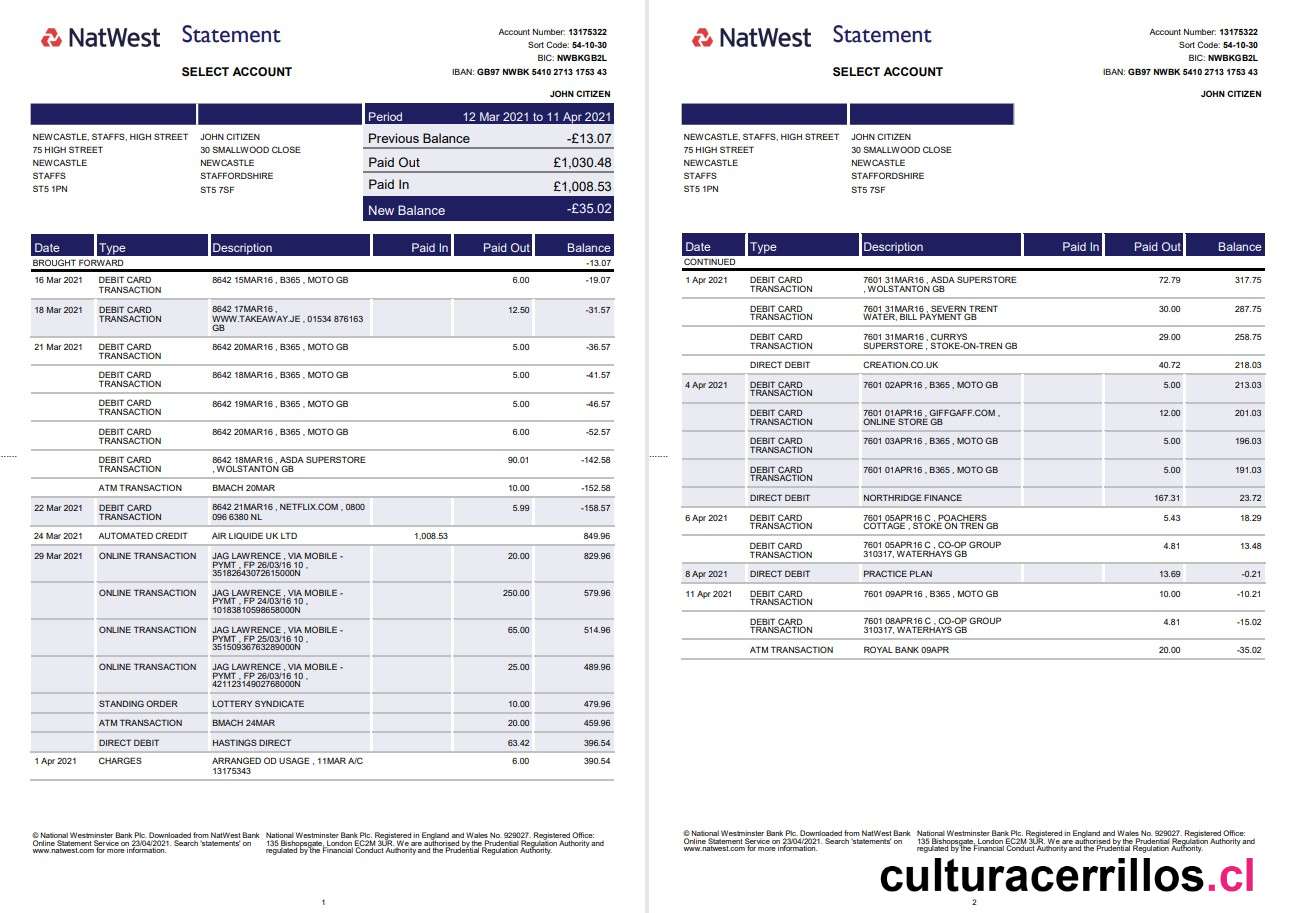 NatWest Statement
Account Number: 13175322
Sort Code: 54-10-30
BIC: NWBKGB2L
IBAN: GB97 NWBK 5410 2713 1753 43
SELECT ACCOUNT
JOHN CITIZEN
Period 12 Mar 2021 to 11 Apr 2021
Previous Balance -£13.07
Paid Out £1,030.48
Paid In £1,008.53
New Balance -£35.02
NEWCASTLE, STAFFS, HIGH STREET
75 HIGH STREET
NEWCASTLE
STAFFS
ST5 1PN
JOHN CITIZEN
30 SMALLWOOD CLOSE
NEWCASTLE
STAFFORDSHIRE
ST5 7SF
Date Type Description Paid In Paid Out Balance
BROUGHT FORWARD -13.07
16 Mar 2021 DEBIT CARD 8642 15MAR16 , B365 , MOTO GB 6.00 -19.07
TRANSACTION
18 Mar 2021 DEBIT CARD 8642 17MAR16 , 12.50 -31.57
TRANSACTION WWW.TAKEAWAY.JE , 01534 876163
GB
21 Mar 2021 DEBIT CARD 8642 20MAR16 , B365 , MOTO GB 5.00 -36.57
TRANSACTION
DEBIT CARD 8642 18MAR16 , B365 , MOTO GB 5.00 -41.57
TRANSACTION
DEBIT CARD 8642 19MAR16 , B365 , MOTO GB 5.00 -46.57
TRANSACTION
DEBIT CARD 8642 20MAR16 , B365 , MOTO GB 6.00 -52.57
TRANSACTION
DEBIT CARD 8642 18MAR16 , ASDA SUPERSTORE 90.01 -142.58
TRANSACTION , WOLSTANTON GB
ATM TRANSACTION BMACH 20MAR 10.00 -152.58
22 Mar 2021 DEBIT CARD 8642 21MAR16 , NETFLIX.COM , 0800 5.99 -158.57
TRANSACTION 096 6380 NL
24 Mar 2021 AUTOMATED CREDIT AIR LIQUIDE UK LTD 1,008.53 849.96
29 Mar 2021 ONLINE TRANSACTION JAG LAWRENCE , VIA MOBILE - 20.00 829.96
PYMT , FP 26/03/16 10 ,
35182643072615000N
ONLINE TRANSACTION JAG LAWRENCE , VIA MOBILE - 250.00 579.96
PYMT , FP 24/03/16 10 ,
10183810598658000N
ONLINE TRANSACTION JAG LAWRENCE , VIA MOBILE - 65.00 514.96
PYMT , FP 25/03/16 10 ,
35150936763289000N
ONLINE TRANSACTION JAG LAWRENCE , VIA MOBILE - 25.00 489.96
PYMT , FP 26/03/16 10 ,
42112314902768000N
STANDING ORDER LOTTERY SYNDICATE 10.00 479.96
ATM TRANSACTION BMACH 24MAR 20.00 459.96
DIRECT DEBIT HASTINGS DIRECT 63.42 396.54
1 Apr 2021 CHARGES ARRANGED OD USAGE , 11MAR A/C 6.00 390.54
13175343
© National Westminster Bank Plc. Downloaded from NatWest Bank
Online Statement Service on 23/04/2021. Search 'statements' on
www.natwest.com for more information.
National Westminster Bank Plc. Registered in England and Wales No. 929027. Registered Office:
135 Bishopsgate, London EC2M 3UR. We are authorised by the Prudential Regulation Authority and
regulated by the Financial Conduct Authority and the Prudential Regulation Authority.
1
NatWest Statement
Account Number: 13175322
Sort Code: 54-10-30
BIC: NWBKGB2L
IBAN: GB97 NWBK 5410 2713 1753 43
SELECT ACCOUNT
JOHN CITIZEN
NEWCASTLE, STAFFS, HIGH STREET
75 HIGH STREET
NEWCASTLE
STAFFS
ST5 1PN
JOHN CITIZEN
30 SMALLWOOD CLOSE
NEWCASTLE
STAFFORDSHIRE
ST5 7SF
Date Type Description Paid In Paid Out Balance
CONTINUED
1 Apr 2021 DEBIT CARD 7601 31MAR16 , ASDA SUPERSTORE 72.79 317.75
TRANSACTION , WOLSTANTON GB
DEBIT CARD 7601 31MAR16 , SEVERN TRENT 30.00 287.75
TRANSACTION WATER, BILL PAYMENT GB
DEBIT CARD 7601 31MAR16 , CURRYS 29.00 258.75
TRANSACTION SUPERSTORE , STOKE-ON-TREN GB
DIRECT DEBIT CREATION.CO.UK 40.72 218.03
4 Apr 2021 DEBIT CARD 7601 02APR16 , B365 , MOTO GB 5.00 213.03
TRANSACTION
DEBIT CARD 7601 01APR16 , GIFFGAFF.COM , 12.00 201.03
TRANSACTION ONLINE STORE GB
DEBIT CARD 7601 03APR16 , B365 , MOTO GB 5.00 196.03
TRANSACTION
DEBIT CARD 7601 01APR16 , B365 , MOTO GB 5.00 191.03
TRANSACTION
DIRECT DEBIT NORTHRIDGE FINANCE 167.31 23.72
6 Apr 2021 DEBIT CARD 7601 05APR16 C , POACHERS 5.43 18.29
TRANSACTION COTTAGE , STOKE ON TREN GB
DEBIT CARD 7601 05APR16 C , CO-OP GROUP 4.81 13.48
TRANSACTION 310317, WATERHAYS GB
8 Apr 2021 DIRECT DEBIT PRACTICE PLAN 13.69 -0.21
11 Apr 2021 DEBIT CARD 7601 09APR16 , B365 , MOTO GB 10.00 -10.21
TRANSACTION
DEBIT CARD 7601 08APR16 C , CO-OP GROUP 4.81 -15.02
TRANSACTION 310317, WATERHAYS GB
ATM TRANSACTION ROYAL BANK 09APR 20.00 -35.02
© National Westminster Bank Plc. Downloaded from NatWest Bank
Online Statement Service on 23/04/2021. Search 'statements' on
www.natwest.com for more information.
National Westminster Bank Plc. Registered in England and Wales No. 929027. Registered Office:
135 Bishopsgate, London EC2M 3UR. We are authorised by the Prudential Regulation Authority and
regulated by the Financial Conduct Authority and the Prudential Regulation Authority.
culturacerrillos.cl
2